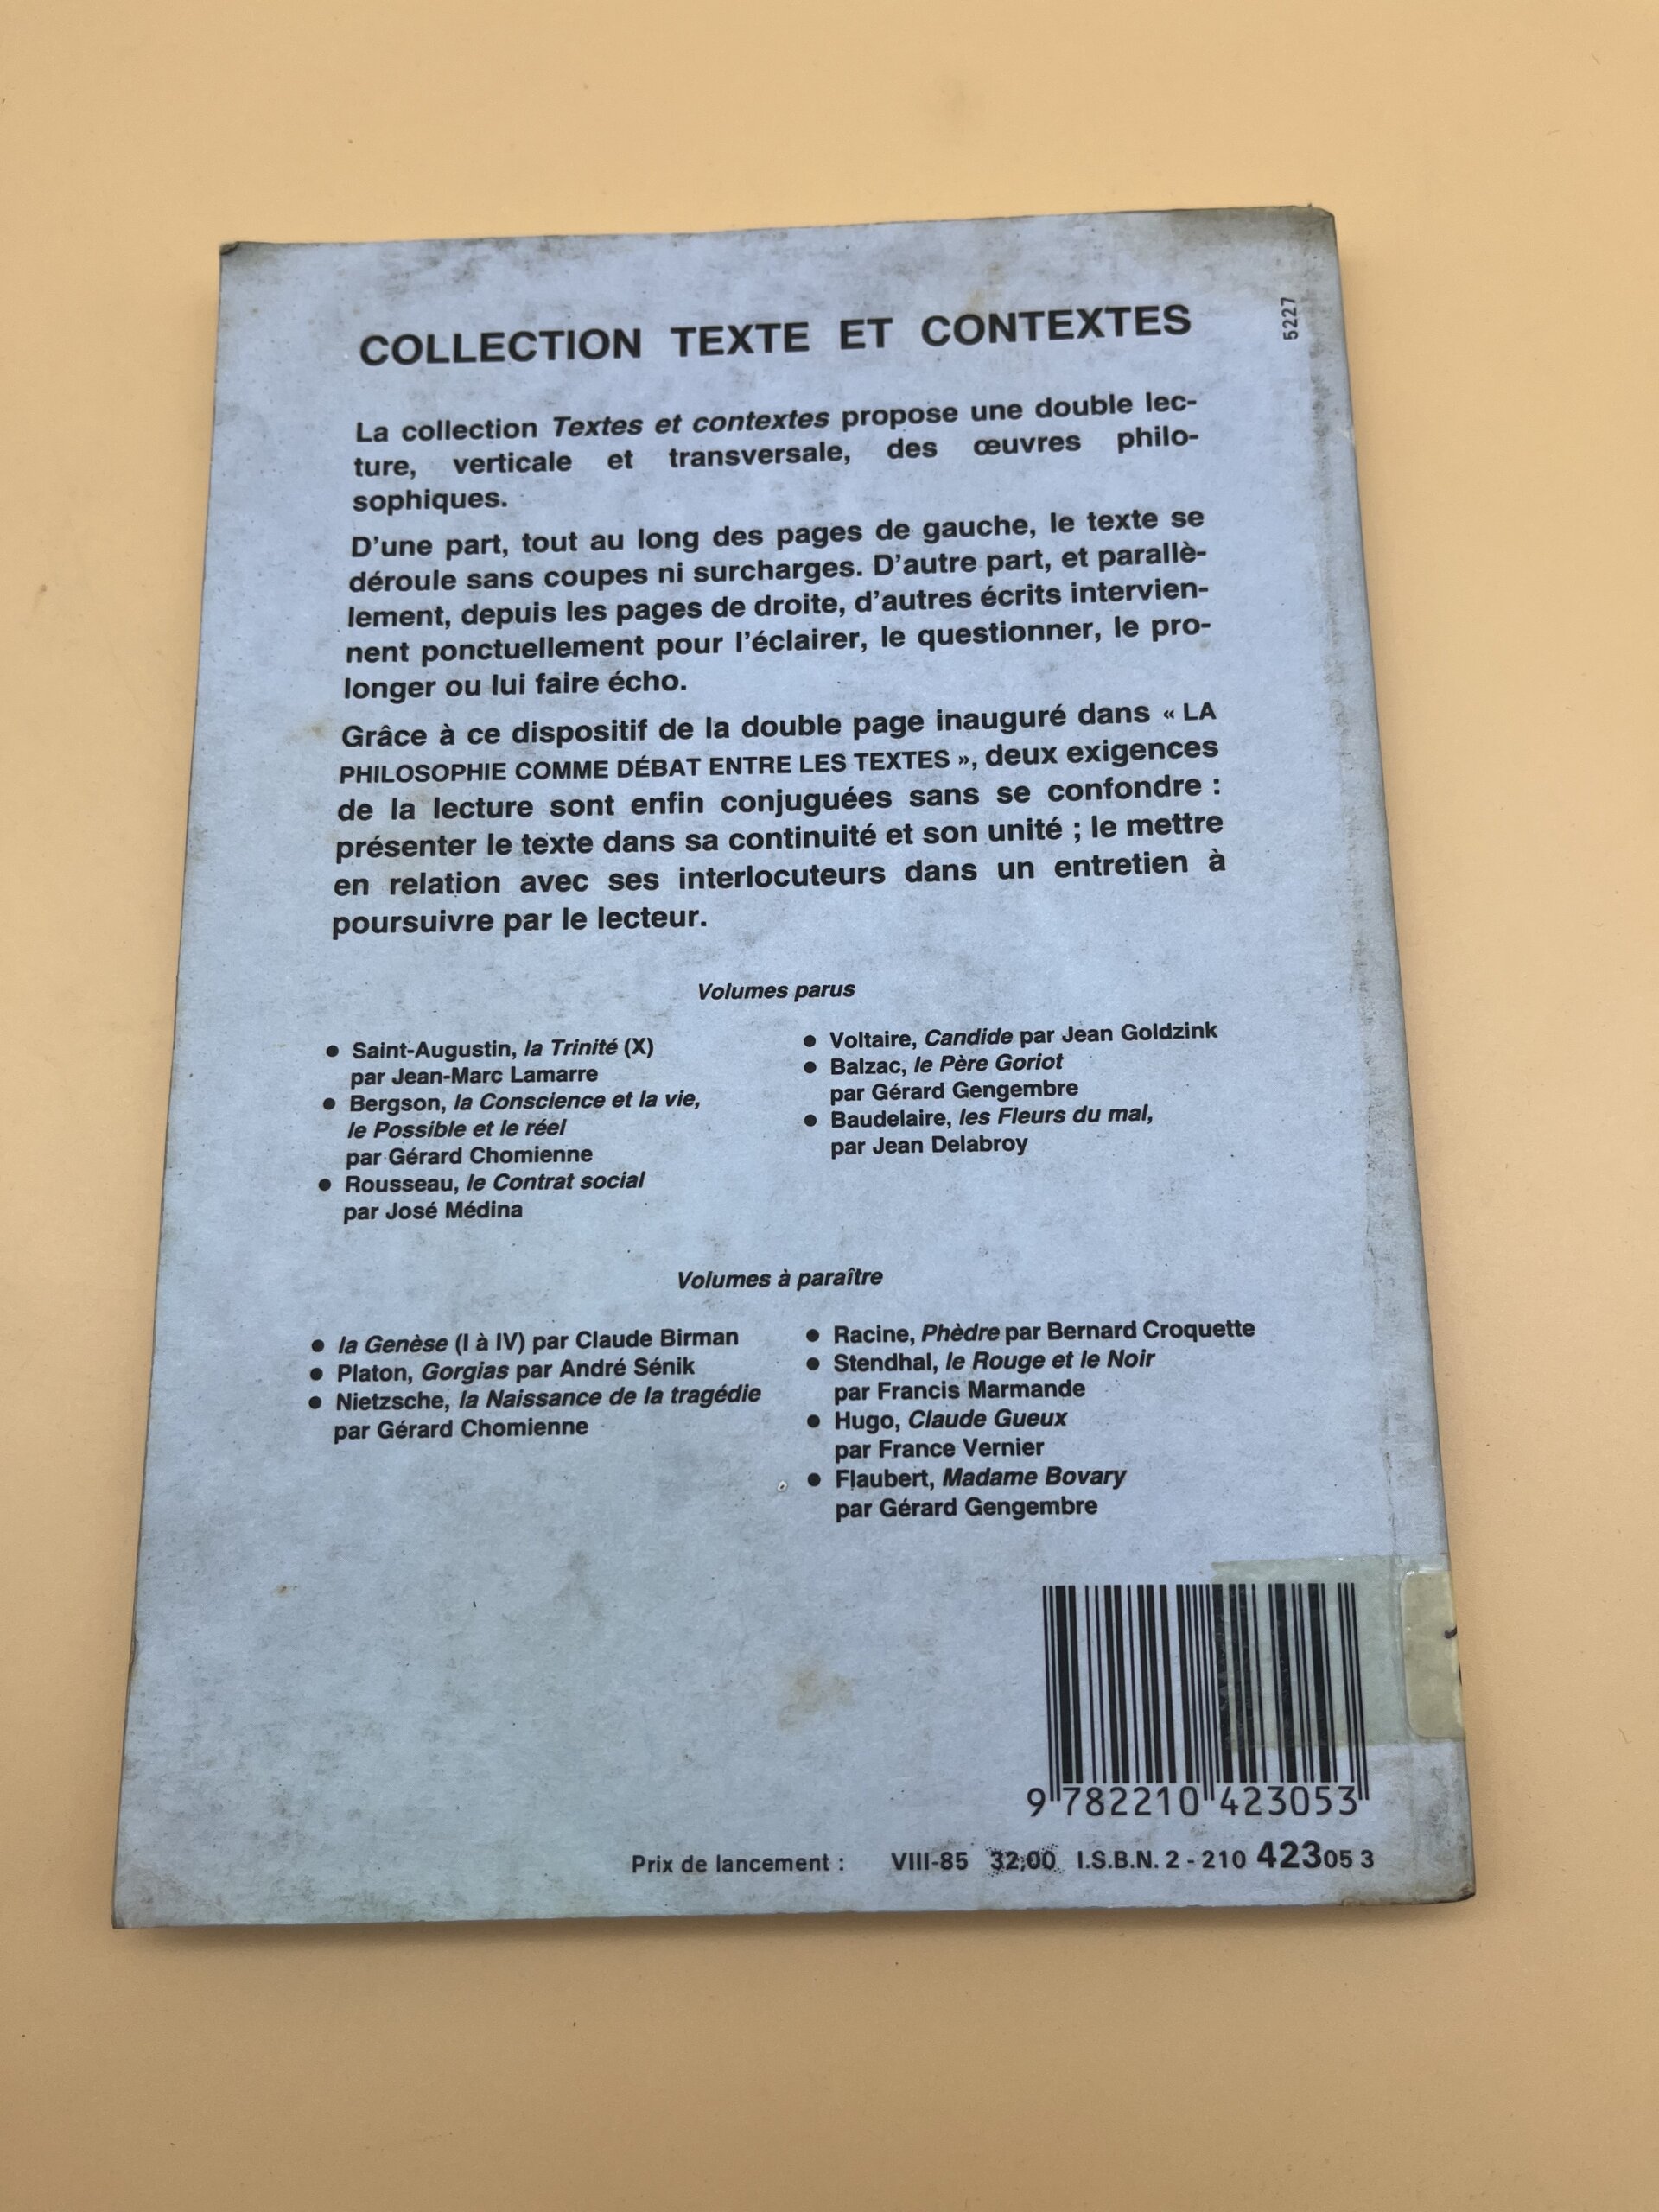 COLLECTION TEXTE ET CONTEXTES
5227
La collection Textes et contextes propose une double lec-
ture, verticale et transversale, des œuvres philo-
sophiques.
D'une part, tout au long des pages de gauche, le texte se
déroule sans coupes ni surcharges. D'autre part, et parallè-
lement, depuis les pages de droite, d'autres écrits intervien-
nent ponctuellement pour l'éclairer, le questionner, le pro-
longer ou lui faire écho.
Grâce à ce dispositif de la double page inauguré dans « LA
PHILOSOPHIE COMME DÉBAT ENTRE LES TEXTES », deux exigences
de la lecture sont enfin conjuguées sans se confondre :
présenter le texte dans sa continuité et son unité ; le mettre
en relation avec ses interlocuteurs dans un entretien à
poursuivre par le lecteur.
Volumes parus
● Saint-Augustin, la Trinité (X)
par Jean-Marc Lamarre
● Bergson, la Conscience et la vie,
le Possible et le réel
par Gérard Chomienne
● Rousseau, le Contrat social
par José Médina
● Voltaire, Candide par Jean Goldzink
● Balzac, le Père Goriot
par Gérard Gengembre
● Baudelaire, les Fleurs du mal,
par Jean Delabroy
Volumes à paraître
● la Genèse (I à IV) par Claude Birman
● Platon, Gorgias par André Sénik
● Nietzsche, la Naissance de la tragédie
par Gérard Chomienne
● Racine, Phèdre par Bernard Croquette
● Stendhal, le Rouge et le Noir
par Francis Marmande
● Hugo, Claude Gueux
par France Vernier
● Flaubert, Madame Bovary
par Gérard Gengembre
9 782210 423053
Prix de lancement : VIII-85 32,00 I.S.B.N. 2 - 210 42305 3